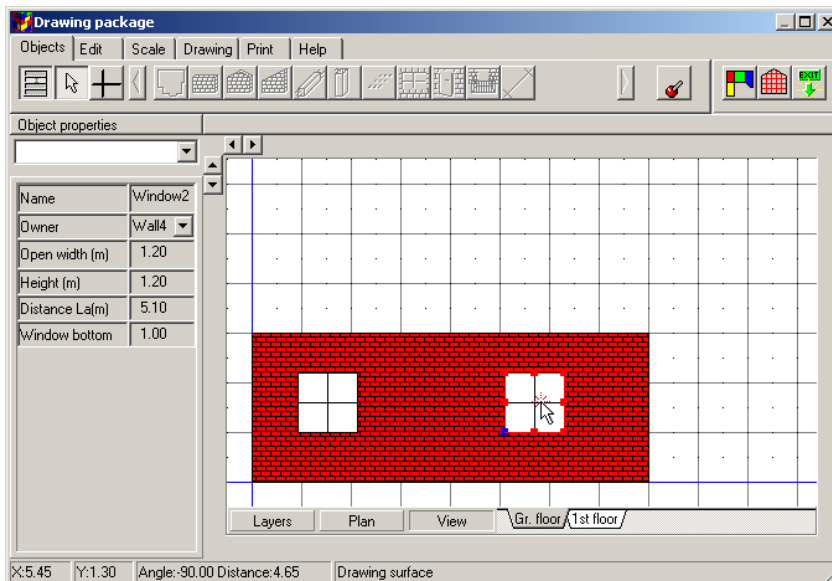 Drawing package
Objects Edit Scale Drawing Print Help
EXIT
Object properties
Name Window2
Owner Wall4
Open width (m) 1.20
Height (m) 1.20
Distance La(m) 5.10
Window bottom 1.00
Layers Plan View Gr. floor 1st floor
X:5.45 Y:1.30 Angle:-90.00 Distance:4.65 Drawing surface